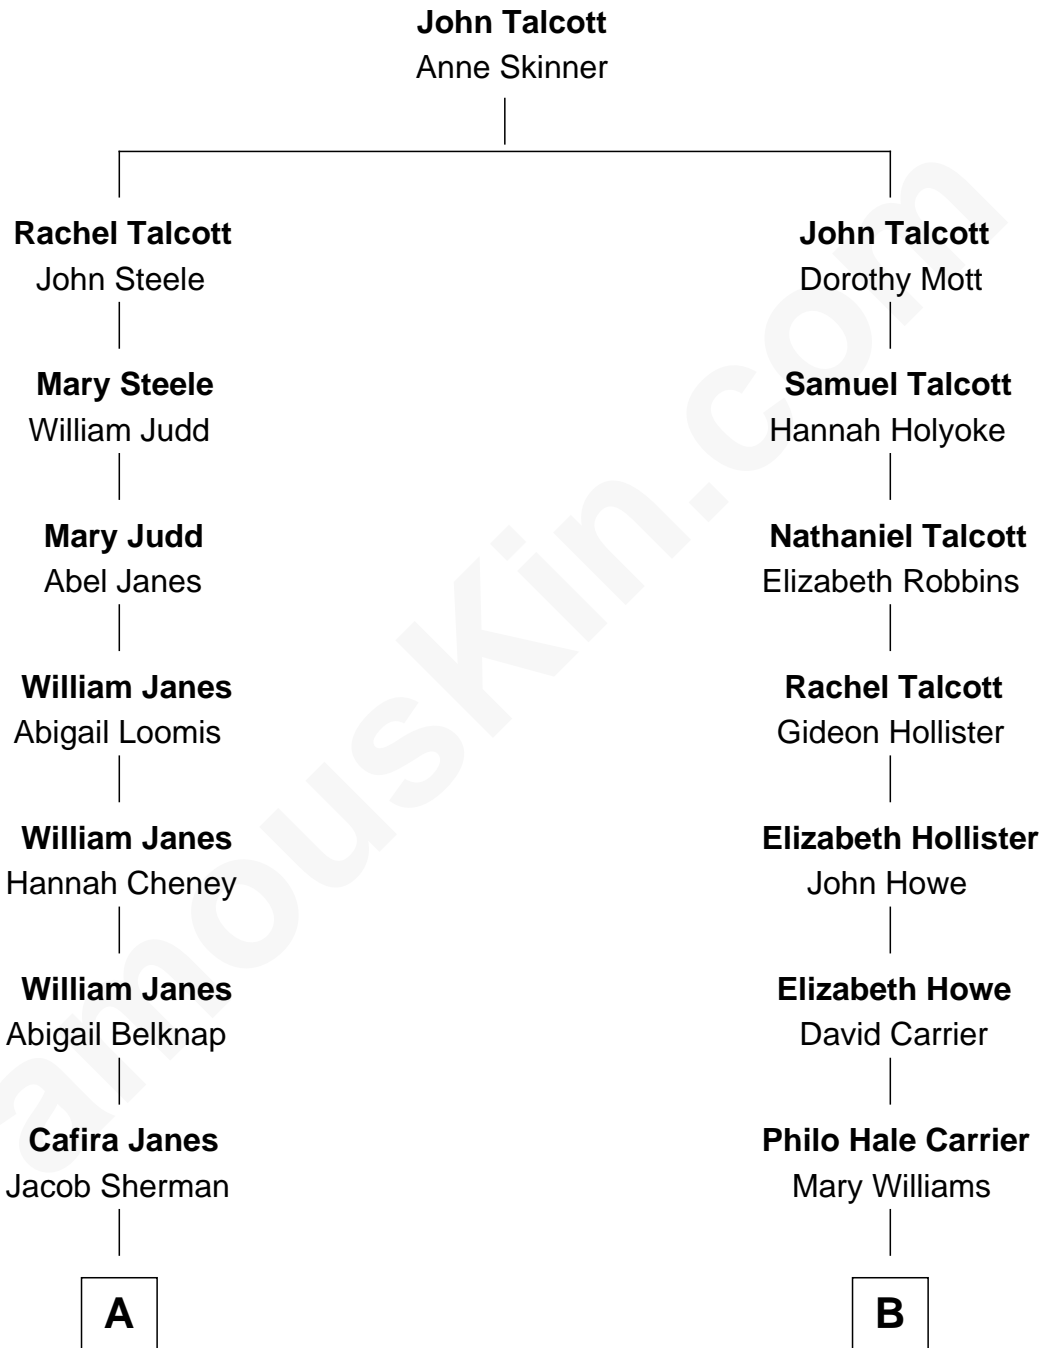 John Talcott
Anne Skinner
Rachel Talcott
John Steele
John Talcott
Dorothy Mott
Mary Steele
William Judd
Samuel Talcott
Hannah Holyoke
Mary Judd
Abel Janes
Nathaniel Talcott
Elizabeth Robbins
William Janes
Abigail Loomis
Rachel Talcott
Gideon Hollister
William Janes
Hannah Cheney
Elizabeth Hollister
John Howe
William Janes
Abigail Belknap
Elizabeth Howe
David Carrier
Cafira Janes
Jacob Sherman
Philo Hale Carrier
Mary Williams
A
B
amousKin.com